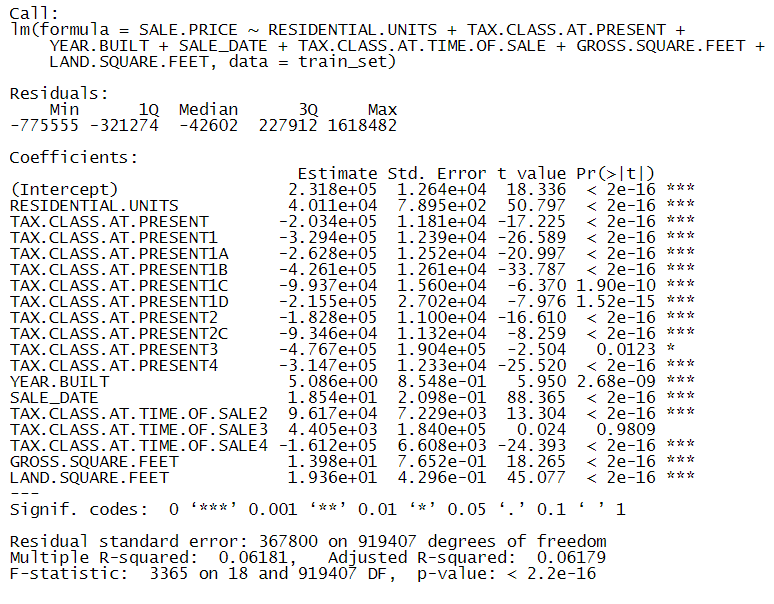 Call:
lm(formula = SALE.PRICE ~ RESIDENTIAL.UNITS + TAX.CLASS.AT.PRESENT +
    YEAR.BUILT + SALE_DATE + TAX.CLASS.AT.TIME.OF.SALE + GROSS.SQUARE.FEET +
    LAND.SQUARE.FEET, data = train_set)

Residuals:
    Min      1Q  Median      3Q     Max
-775555 -321274  -42602  227912 1618482

Coefficients:
                             Estimate Std. Error t value Pr(>|t|)
(Intercept)                 2.318e+05  1.264e+04  18.336  < 2e-16 ***
RESIDENTIAL.UNITS           4.011e+04  7.895e+02  50.797  < 2e-16 ***
TAX.CLASS.AT.PRESENT       -2.034e+05  1.181e+04 -17.225  < 2e-16 ***
TAX.CLASS.AT.PRESENT1      -3.294e+05  1.239e+04 -26.589  < 2e-16 ***
TAX.CLASS.AT.PRESENT1A     -2.628e+05  1.252e+04 -20.997  < 2e-16 ***
TAX.CLASS.AT.PRESENT1B     -4.261e+05  1.261e+04 -33.787  < 2e-16 ***
TAX.CLASS.AT.PRESENT1C     -9.937e+04  1.560e+04  -6.370 1.90e-10 ***
TAX.CLASS.AT.PRESENT1D     -2.155e+05  2.702e+04  -7.976 1.52e-15 ***
TAX.CLASS.AT.PRESENT2      -1.828e+05  1.100e+04 -16.610  < 2e-16 ***
TAX.CLASS.AT.PRESENT2C     -9.346e+04  1.132e+04  -8.259  < 2e-16 ***
TAX.CLASS.AT.PRESENT3      -4.767e+05  1.904e+05  -2.504   0.0123 *
TAX.CLASS.AT.PRESENT4      -3.147e+05  1.233e+04 -25.520  < 2e-16 ***
YEAR.BUILT                  5.086e+00  8.548e-01   5.950 2.68e-09 ***
SALE_DATE                   1.854e+01  2.098e-01  88.365  < 2e-16 ***
TAX.CLASS.AT.TIME.OF.SALE2  9.617e+04  7.229e+03  13.304  < 2e-16 ***
TAX.CLASS.AT.TIME.OF.SALE3  4.405e+03  1.840e+05   0.024   0.9809
TAX.CLASS.AT.TIME.OF.SALE4 -1.612e+05  6.608e+03 -24.393  < 2e-16 ***
GROSS.SQUARE.FEET           1.398e+01  7.652e-01  18.265  < 2e-16 ***
LAND.SQUARE.FEET            1.936e+01  4.296e-01  45.077  < 2e-16 ***
---
Signif. codes:  0 ‘***’ 0.001 ‘**’ 0.01 ‘*’ 0.05 ‘.’ 0.1 ‘ ’ 1

Residual standard error: 367800 on 919407 degrees of freedom
Multiple R-squared:  0.06181,	Adjusted R-squared:  0.06179
F-statistic:  3365 on 18 and 919407 DF,  p-value: < 2.2e-16